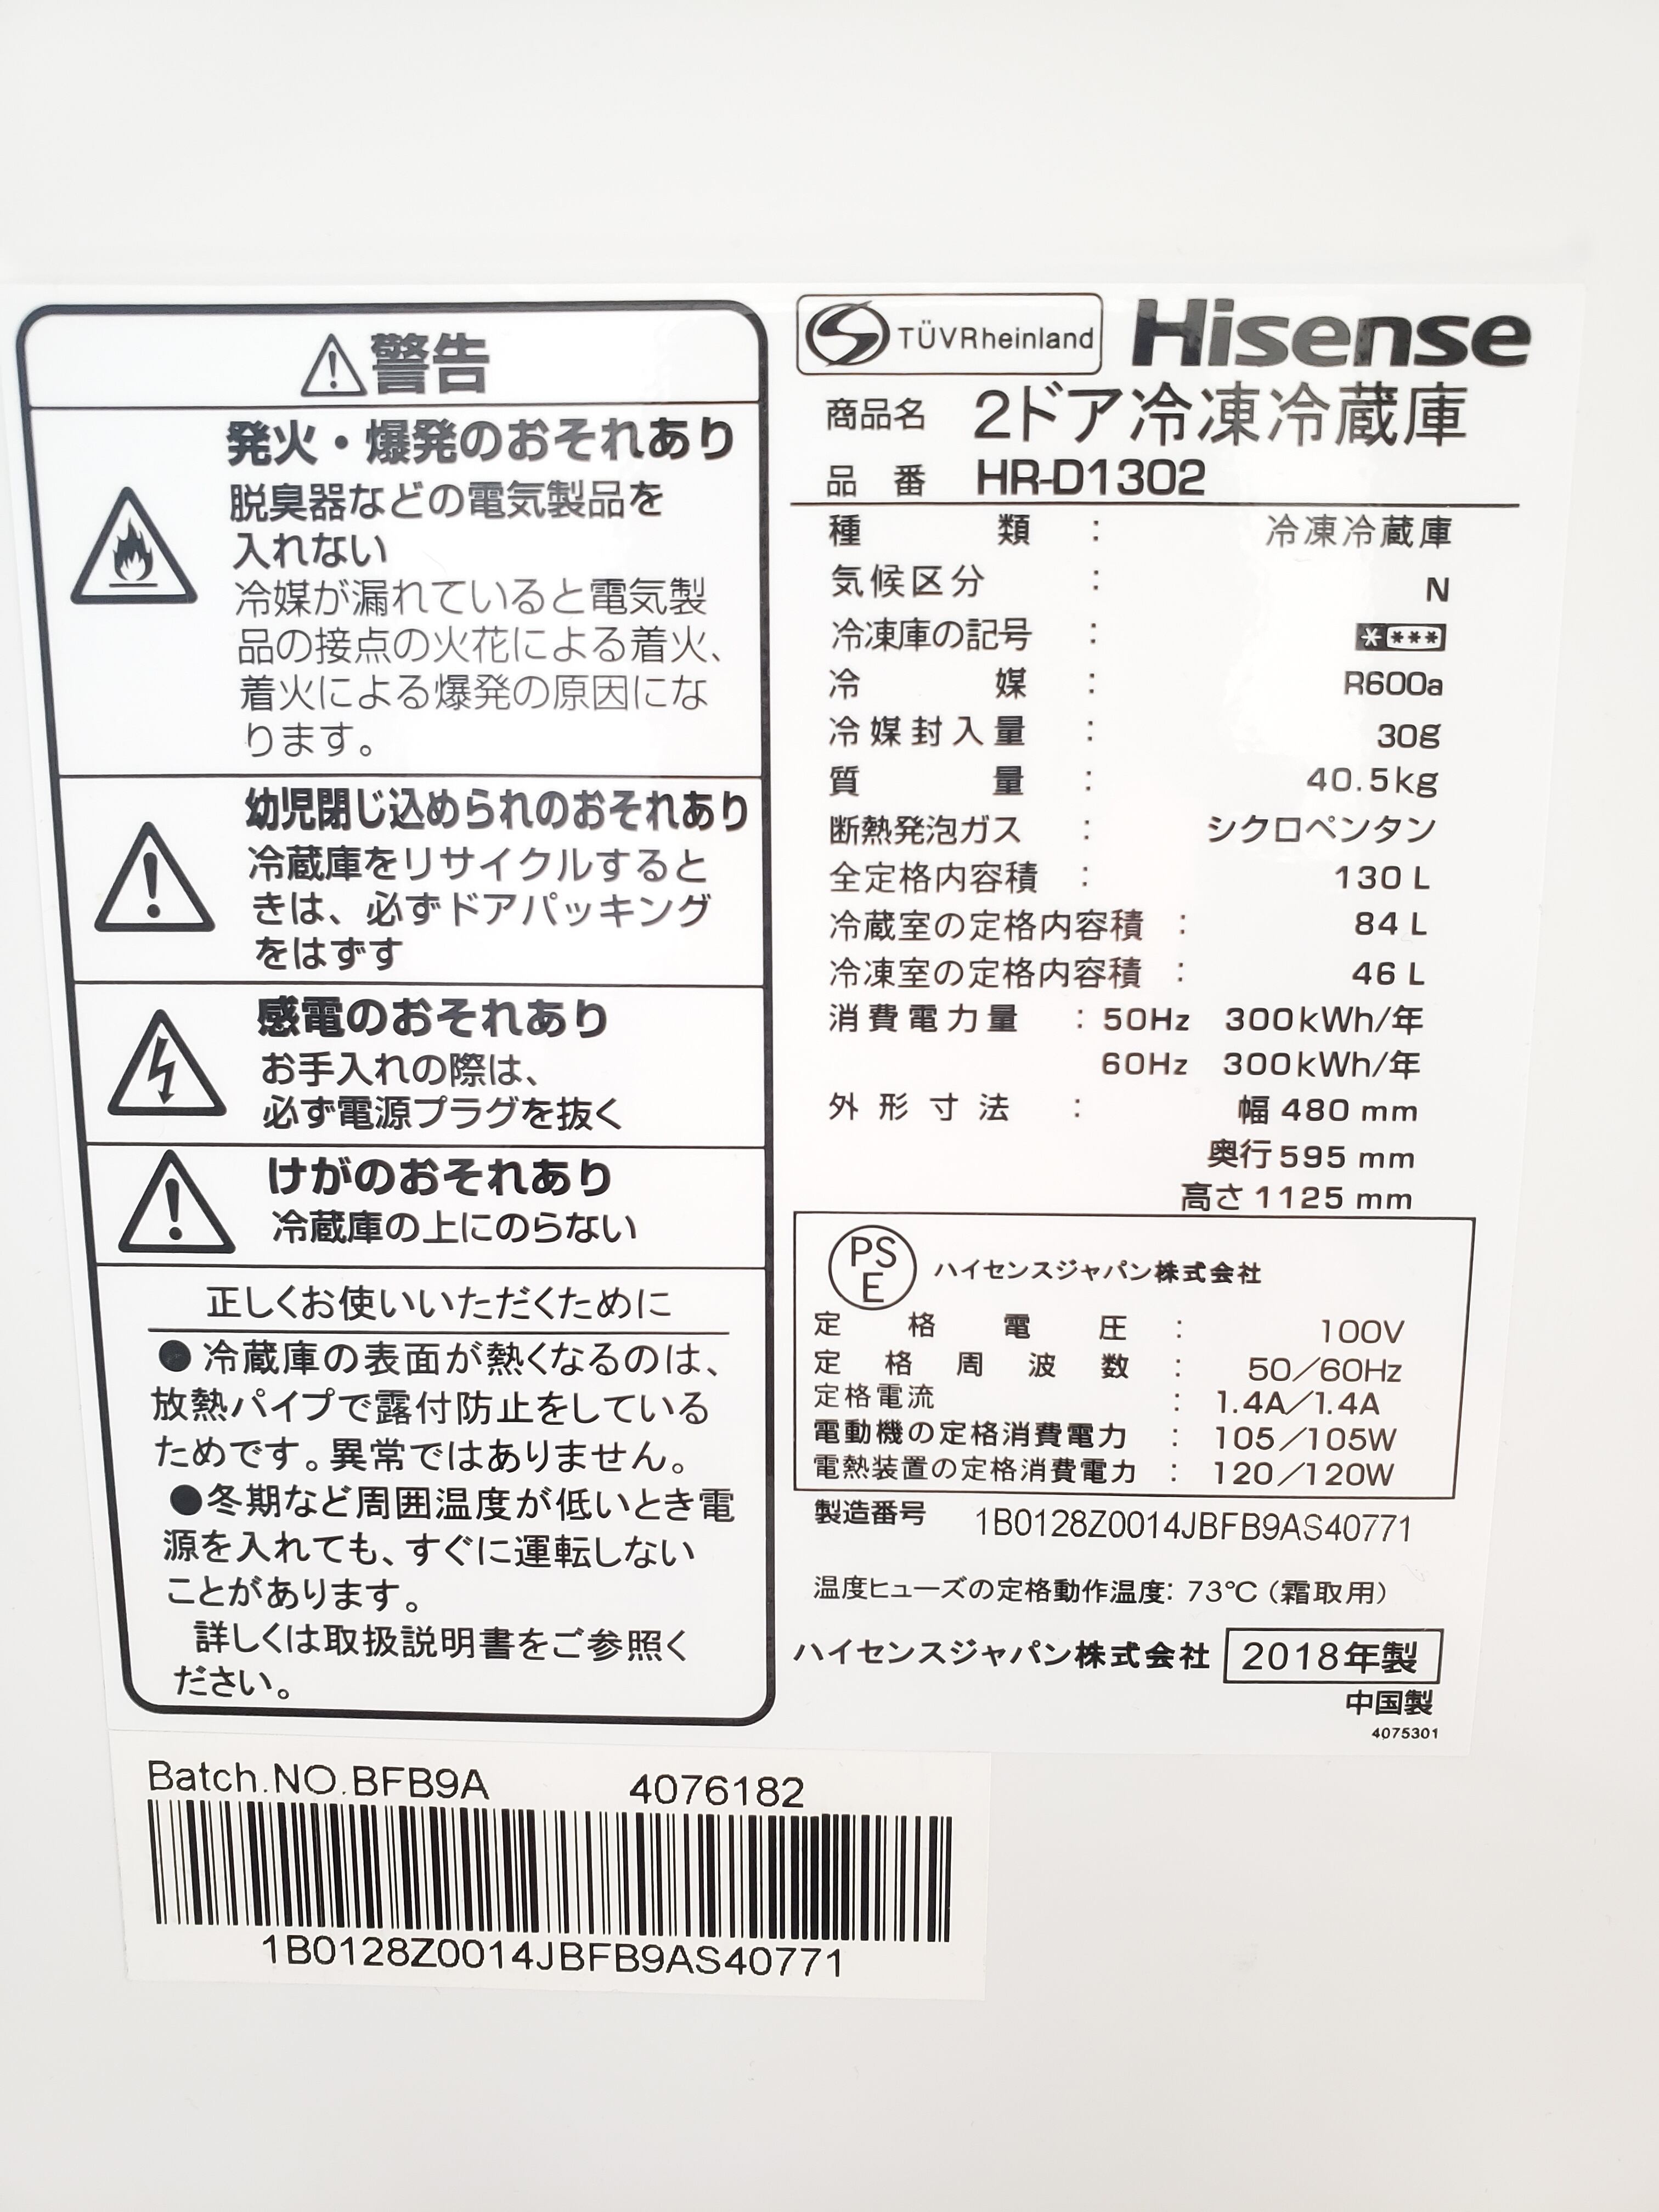 警告
発火・爆発のおそれあり
脱臭器などの電気製品を
入れない
冷媒が漏れていると電気製
品の接点の火花による着火、
着火による爆発の原因にな
ります。
幼児閉じ込められのおそれあり
冷蔵庫をリサイクルすると
きは、必ずドアパッキング
をはずす
感電のおそれあり
お手入れの際は、
必ず電源プラグを抜く
けがのおそれあり
冷蔵庫の上にのらない
正しくお使いいただくために
●冷蔵庫の表面が熱くなるのは、
放熱パイプで露付防止をしている
ためです。異常ではありません。
●冬期など周囲温度が低いとき電
源を入れても、すぐに運転しない
ことがあります。
詳しくは取扱説明書をご参照く
ださい。
TÜVRheinland Hisense
商品名 2ドア冷凍冷蔵庫
品番 HR-D1302
種類 : 冷凍冷蔵庫
気候区分 : N
冷凍庫の記号 : ****
冷媒 : R600a
冷媒封入量 : 30g
質量 : 40.5kg
断熱発泡ガス : シクロペンタン
全定格内容積 : 130 L
冷蔵室の定格内容積 : 84 L
冷凍室の定格内容積 : 46 L
消費電力量 : 50Hz 300kWh/年
60Hz 300kWh/年
外形寸法 : 幅 480 mm
奥行 595 mm
高さ 1125 mm
PSE ハイセンスジャパン株式会社
定格電圧 : 100V
定格周波数 : 50/60Hz
定格電流 : 1.4A/1.4A
電動機の定格消費電力 : 105/105W
電熱装置の定格消費電力 : 120/120W
製造番号 1B0128Z0014JBFB9AS40771
温度ヒューズの定格動作温度: 73℃(霜取用)
ハイセンスジャパン株式会社 2018年製
中国製
4075301
Batch.NO.BFB9A 4076182
1B0128Z0014JBFB9AS40771